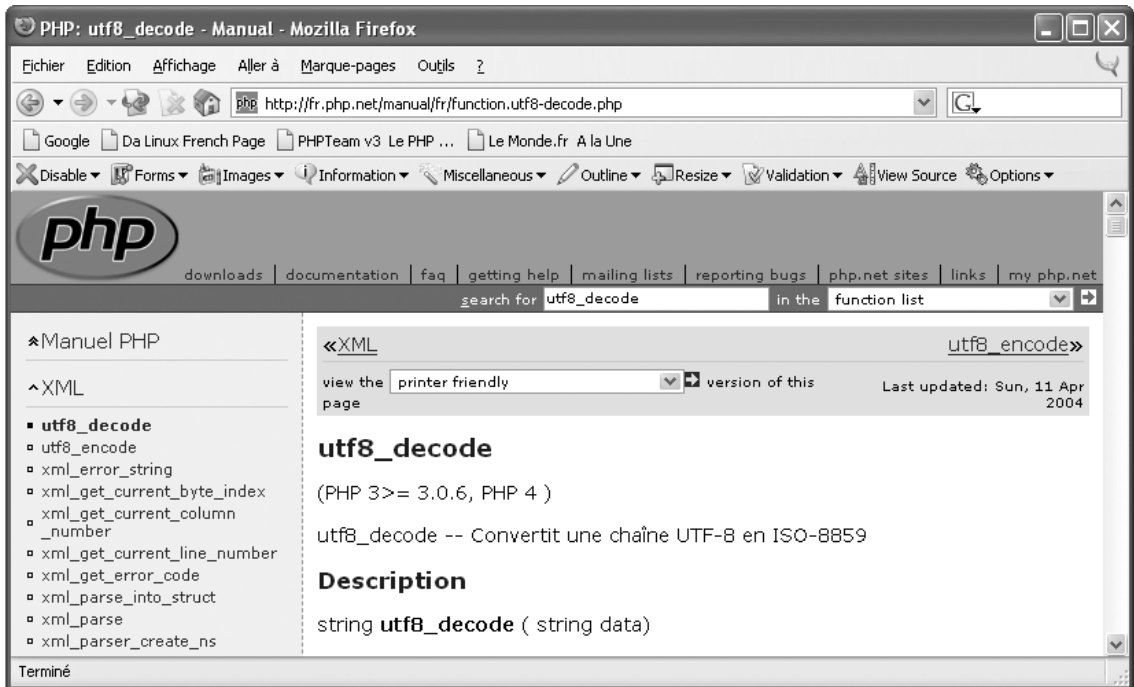 PHP: utf8_decode - Manual - Mozilla Firefox
Fichier Edition Affichage Aller à Marque-pages Outils ?
php http://fr.php.net/manual/fr/function.utf8-decode.php G
Google Da Linux French Page PHPTeam v3 Le PHP ... Le Monde.fr A la Une
Disable Forms Images Information Miscellaneous Outline Resize Validation View Source Options
php
downloads | documentation | faq | getting help | mailing lists | reporting bugs | php.net sites | links | my php.net
search for utf8_decode in the function list
Manuel PHP
XML
utf8_decode
utf8_encode
xml_error_string
xml_get_current_byte_index
xml_get_current_column
_number
xml_get_current_line_number
xml_get_error_code
xml_parse_into_struct
xml_parse
xml_parser_create_ns
«XML utf8_encode»
view the printer friendly version of this
page
Last updated: Sun, 11 Apr
2004
utf8_decode
(PHP 3>= 3.0.6, PHP 4 )
utf8_decode -- Convertit une chaîne UTF-8 en ISO-8859
Description
string utf8_decode ( string data)
Terminé